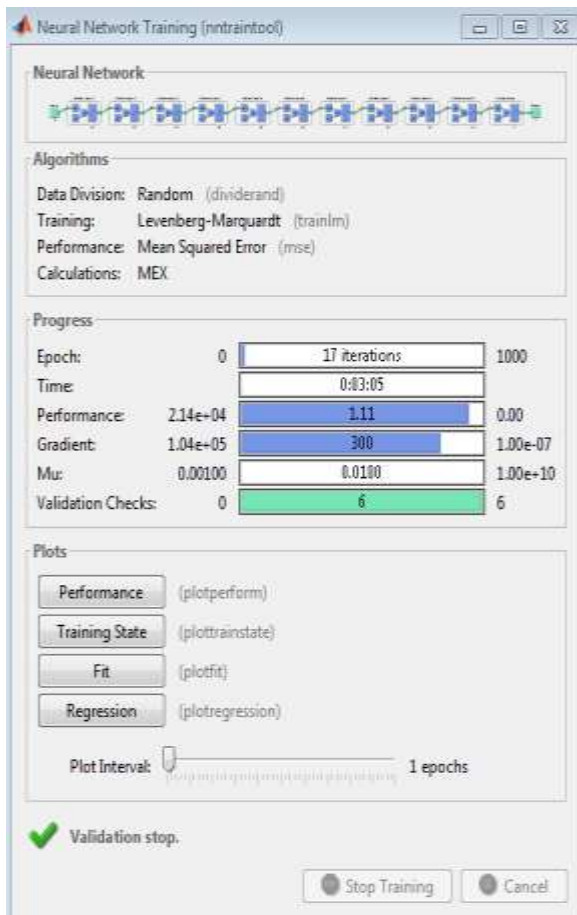 Neural Network Training (nntraintool)
Neural Network
Algorithms
Data Division: Random (dividerand)
Training: Levenberg-Marquardt (trainlm)
Performance: Mean Squared Error (mse)
Calculations: MEX
Progress
Epoch: 0 17 iterations 1000
Time: 0:03:05
Performance: 2.14e+04 1.11 0.00
Gradient: 1.04e+05 300 1.00e-07
Mu: 0.00100 0.0100 1.00e+10
Validation Checks: 0 6 6
Plots
Performance (plotperform)
Training State (plottrainstate)
Fit (plotfit)
Regression (plotregression)
Plot Interval: 1 epochs
Validation stop.
Stop Training Cancel